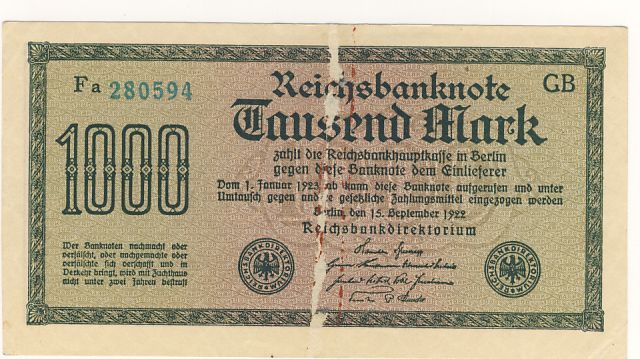 Fa 280594
GB
1000
Reichsbanknote
Tausend Mark
zahlt die Reichsbankhauptkasse in Berlin
gegen diese Banknote dem Einlieferer
Vom 1. Januar 1923 ab kann diese Banknote aufgerufen und unter
Umtausch gegen andere gesetzliche Zahlungsmittel eingezogen werden
Berlin, den 15. September 1922
Reichsbankdirektorium
Wer Banknoten nachmacht oder
verfälscht, oder nachgemachte oder
verfälschte sich verschafft und in
Verkehr bringt, wird mit Zuchthaus
nicht unter zwei Jahren bestraft
REICHSBANKDIREKTORIUM
REICHSBANKDIREKTORIUM